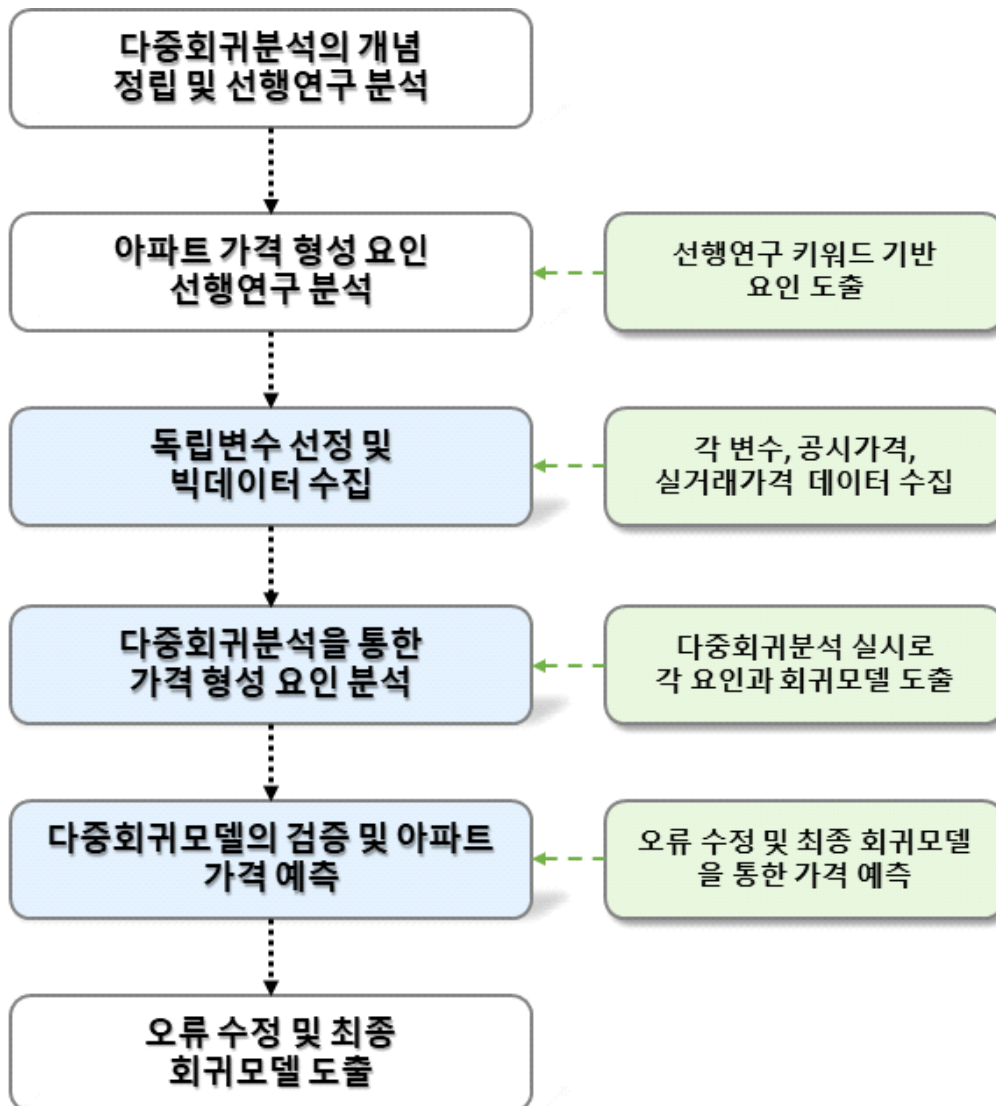 다중회귀분석의 개념
정립 및 선행연구 분석
아파트 가격 형성 요인
선행연구 분석
선행연구 키워드 기반
요인 도출
독립변수 선정 및
빅데이터 수집
각 변수, 공시가격,
실거래가격 데이터 수집
다중회귀분석을 통한
가격 형성 요인 분석
다중회귀분석 실시로
각 요인과 회귀모델 도출
다중회귀모델의 검증 및 아파트
가격 예측
오류 수정 및 최종 회귀모델
을 통한 가격 예측
오류 수정 및 최종
회귀모델 도출